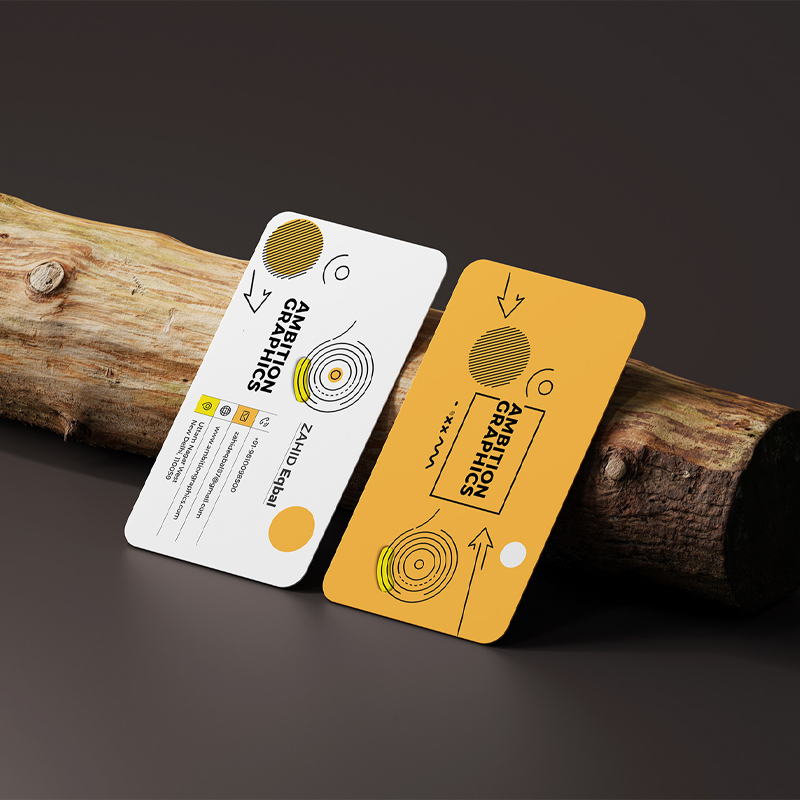 AMBITION
GRAPHICS
ZAHID Eqbal
+91-9810098500
zahideqbal87@gmail.com
www.ambitiongraphics.com
Uttam Nagar West
New Delhi, 110059
AMBITION
GRAPHICS